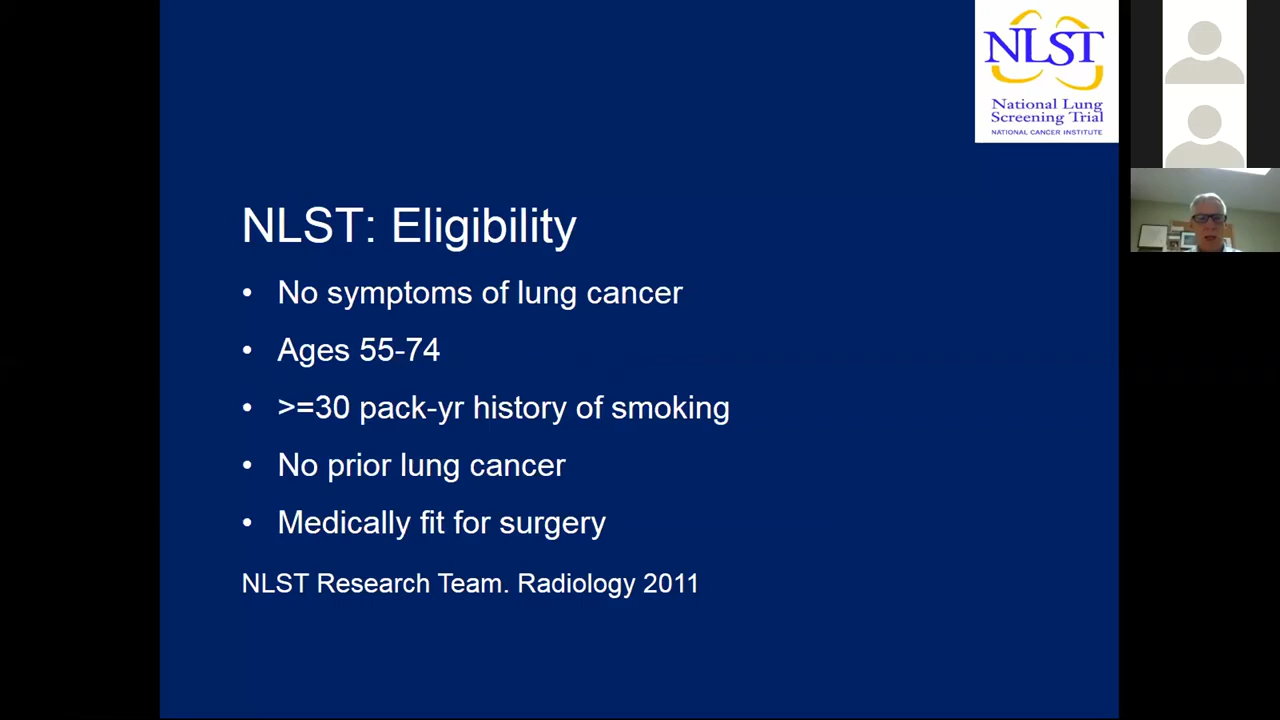 NLST
National Lung
Screening Trial
NATIONAL CANCER INSTITUTE
NLST: Eligibility
• No symptoms of lung cancer
• Ages 55-74
• >=30 pack-yr history of smoking
• No prior lung cancer
• Medically fit for surgery
NLST Research Team. Radiology 2011